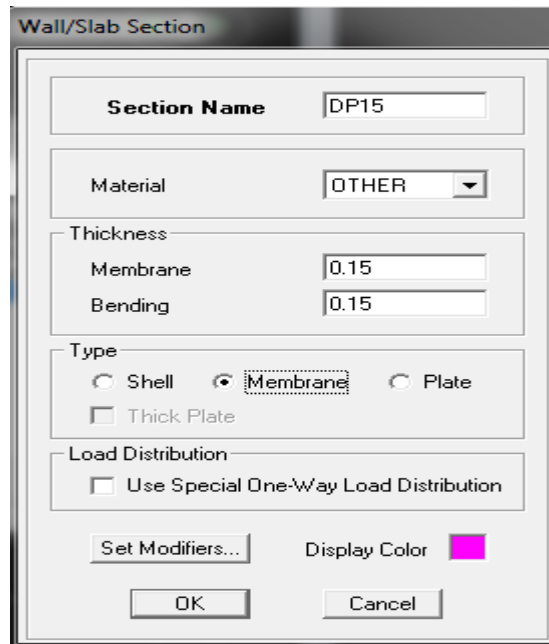 Wall/Slab Section
Section Name DP15
Material OTHER
Thickness
Membrane 0.15
Bending 0.15
Type
Shell Membrane Plate
Thick Plate
Load Distribution
Use Special One-Way Load Distribution
Set Modifiers... Display Color
OK Cancel